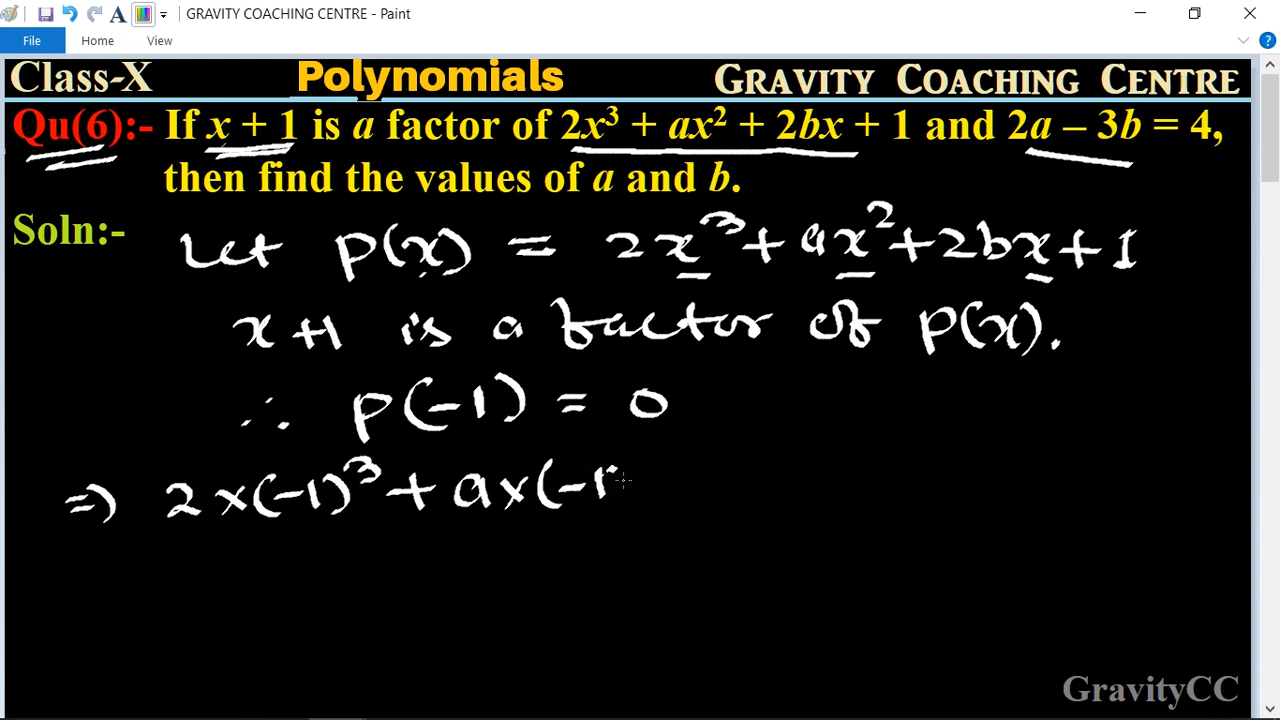 GRAVITY COACHING CENTRE - Paint
File Home View
Class-X Polynomials GRAVITY COACHING CENTRE
Qu(6):- If x + 1 is a factor of 2x³ + ax² + 2bx + 1 and 2a – 3b = 4,
then find the values of a and b.
Soln:- Let p(x) = 2x³ + ax² + 2bx + 1
x+1 is a factor of p(x).
∴ p(-1) = 0
⇒ 2×(-1)³ + a×(-1
GravityCC